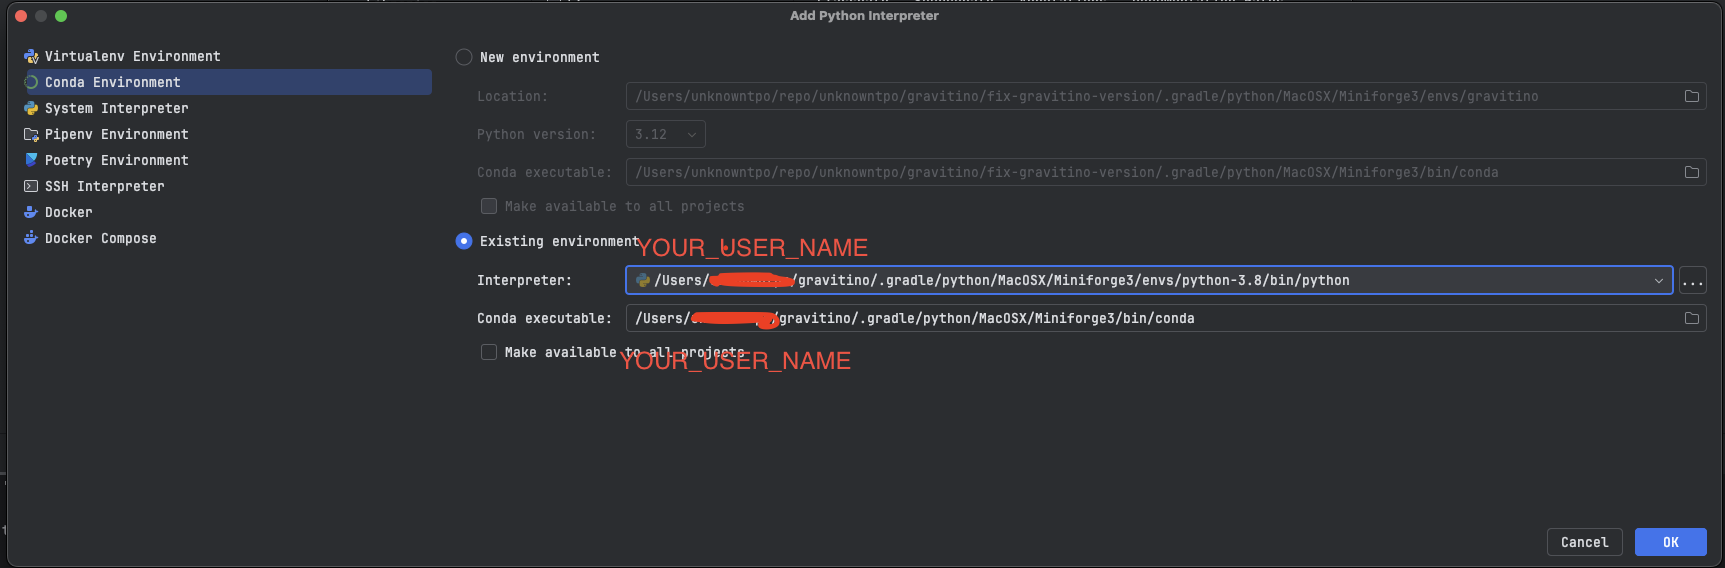 Add Python Interpreter
Virtualenv Environment
Conda Environment
System Interpreter
Pipenv Environment
Poetry Environment
SSH Interpreter
Docker
Docker Compose
New environment
Location: /Users/unknowntpo/repo/unknowntpo/gravitino/fix-gravitino-version/.gradle/python/MacOSX/Miniforge3/envs/gravitino
Python version: 3.12
Conda executable: /Users/unknowntpo/repo/unknowntpo/gravitino/fix-gravitino-version/.gradle/python/MacOSX/Miniforge3/bin/conda
Make available to all projects
Existing environment
YOUR_USER_NAME
Interpreter: /Users/ /gravitino/.gradle/python/MacOSX/Miniforge3/envs/python-3.8/bin/python
...
Conda executable: /Users/ /gravitino/.gradle/python/MacOSX/Miniforge3/bin/conda
Make available to all projects
YOUR_USER_NAME
Cancel
OK